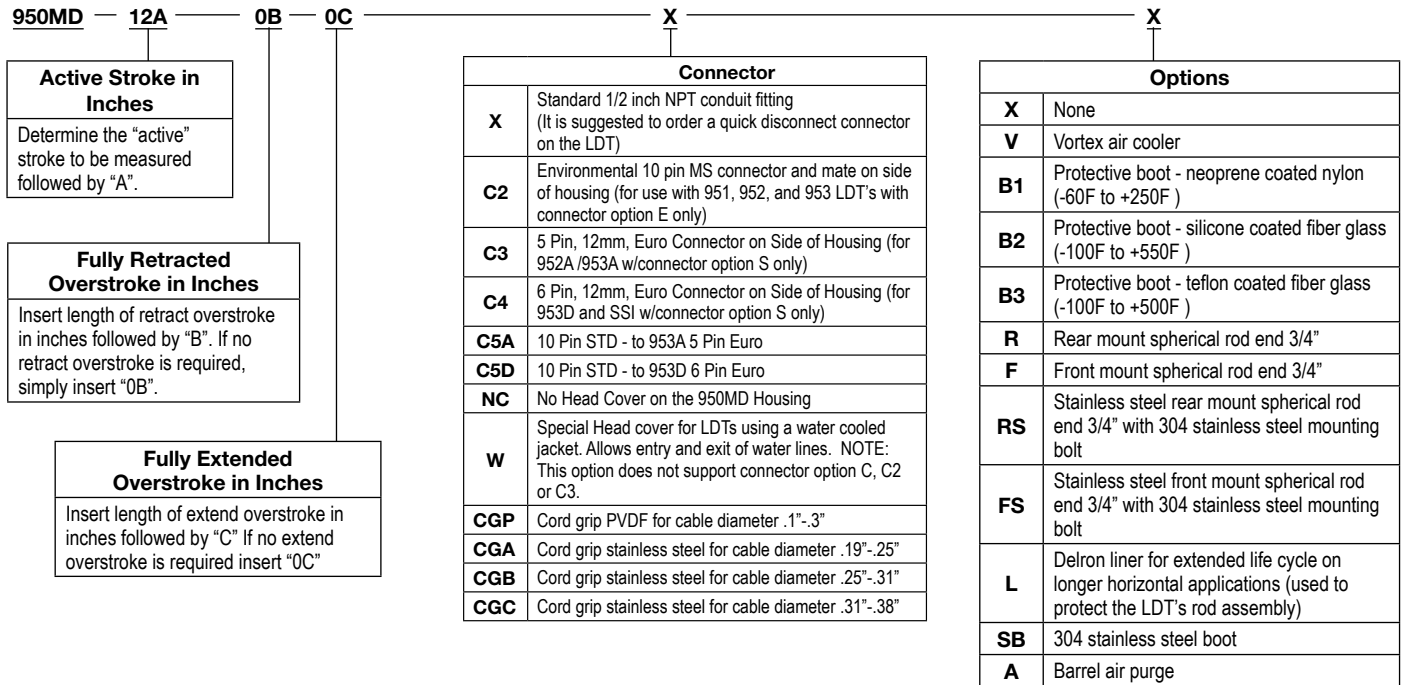 950MD — 12A — 0B — 0C — X — X
Active Stroke in
Inches
Determine the “active”
stroke to be measured
followed by “A”.
Fully Retracted
Overstroke in Inches
Insert length of retract overstroke
in inches followed by “B”. If no
retract overstroke is required,
simply insert “0B”.
Fully Extended
Overstroke in Inches
Insert length of extend overstroke in
inches followed by “C” If no extend
overstroke is required insert “0C”
Connector
X Standard 1/2 inch NPT conduit fitting
(It is suggested to order a quick disconnect connector
on the LDT)
C2 Environmental 10 pin MS connector and mate on side
of housing (for use with 951, 952, and 953 LDT’s with
connector option E only)
C3 5 Pin, 12mm, Euro Connector on Side of Housing (for
952A /953A w/connector option S only)
C4 6 Pin, 12mm, Euro Connector on Side of Housing (for
953D and SSI w/connector option S only)
C5A 10 Pin STD - to 953A 5 Pin Euro
C5D 10 Pin STD - to 953D 6 Pin Euro
NC No Head Cover on the 950MD Housing
W Special Head cover for LDTs using a water cooled
jacket. Allows entry and exit of water lines. NOTE:
This option does not support connector option C, C2
or C3.
CGP Cord grip PVDF for cable diameter .1”-.3”
CGA Cord grip stainless steel for cable diameter .19”-.25”
CGB Cord grip stainless steel for cable diameter .25”-.31”
CGC Cord grip stainless steel for cable diameter .31”-.38”
Options
X None
V Vortex air cooler
B1 Protective boot - neoprene coated nylon
(-60F to +250F )
B2 Protective boot - silicone coated fiber glass
(-100F to +550F )
B3 Protective boot - teflon coated fiber glass
(-100F to +500F )
R Rear mount spherical rod end 3/4”
F Front mount spherical rod end 3/4”
RS Stainless steel rear mount spherical rod
end 3/4” with 304 stainless steel mounting
bolt
FS Stainless steel front mount spherical rod
end 3/4” with 304 stainless steel mounting
bolt
L Delron liner for extended life cycle on
longer horizontal applications (used to
protect the LDT’s rod assembly)
SB 304 stainless steel boot
A Barrel air purge